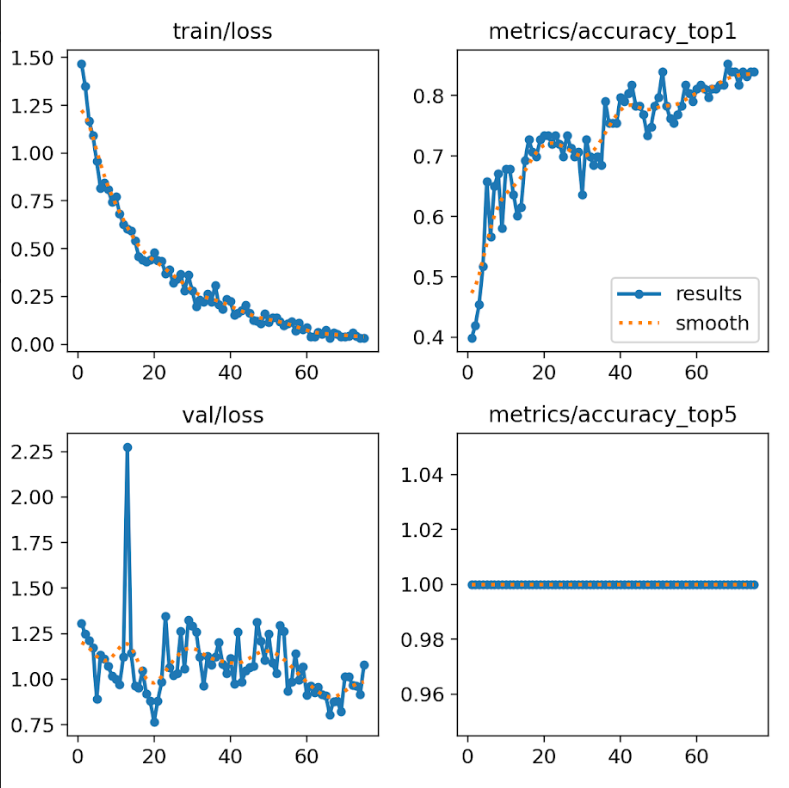 train/loss
metrics/accuracy_top1
1.50
1.25
1.00
0.75
0.50
0.25
0.00
0 20 40 60
0.8
0.7
0.6
0.5
0.4
results
smooth
0 20 40 60
val/loss
metrics/accuracy_top5
2.25
2.00
1.75
1.50
1.25
1.00
0.75
0 20 40 60
1.04
1.02
1.00
0.98
0.96
0 20 40 60